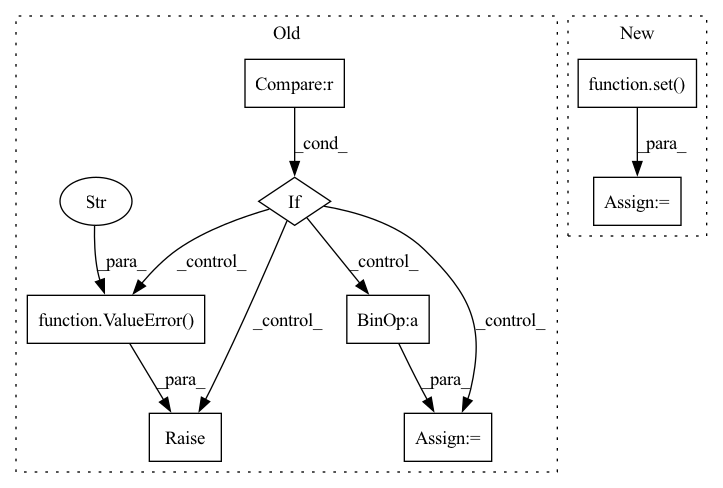 Old
New
Compare:r
function.set()
_cond_
_para_
Str
If
Assign:=
_para_
_control_
_control_
_control_
_control_
function.ValueError()
BinOp:a
_para_
_para_
Raise
Assign:=